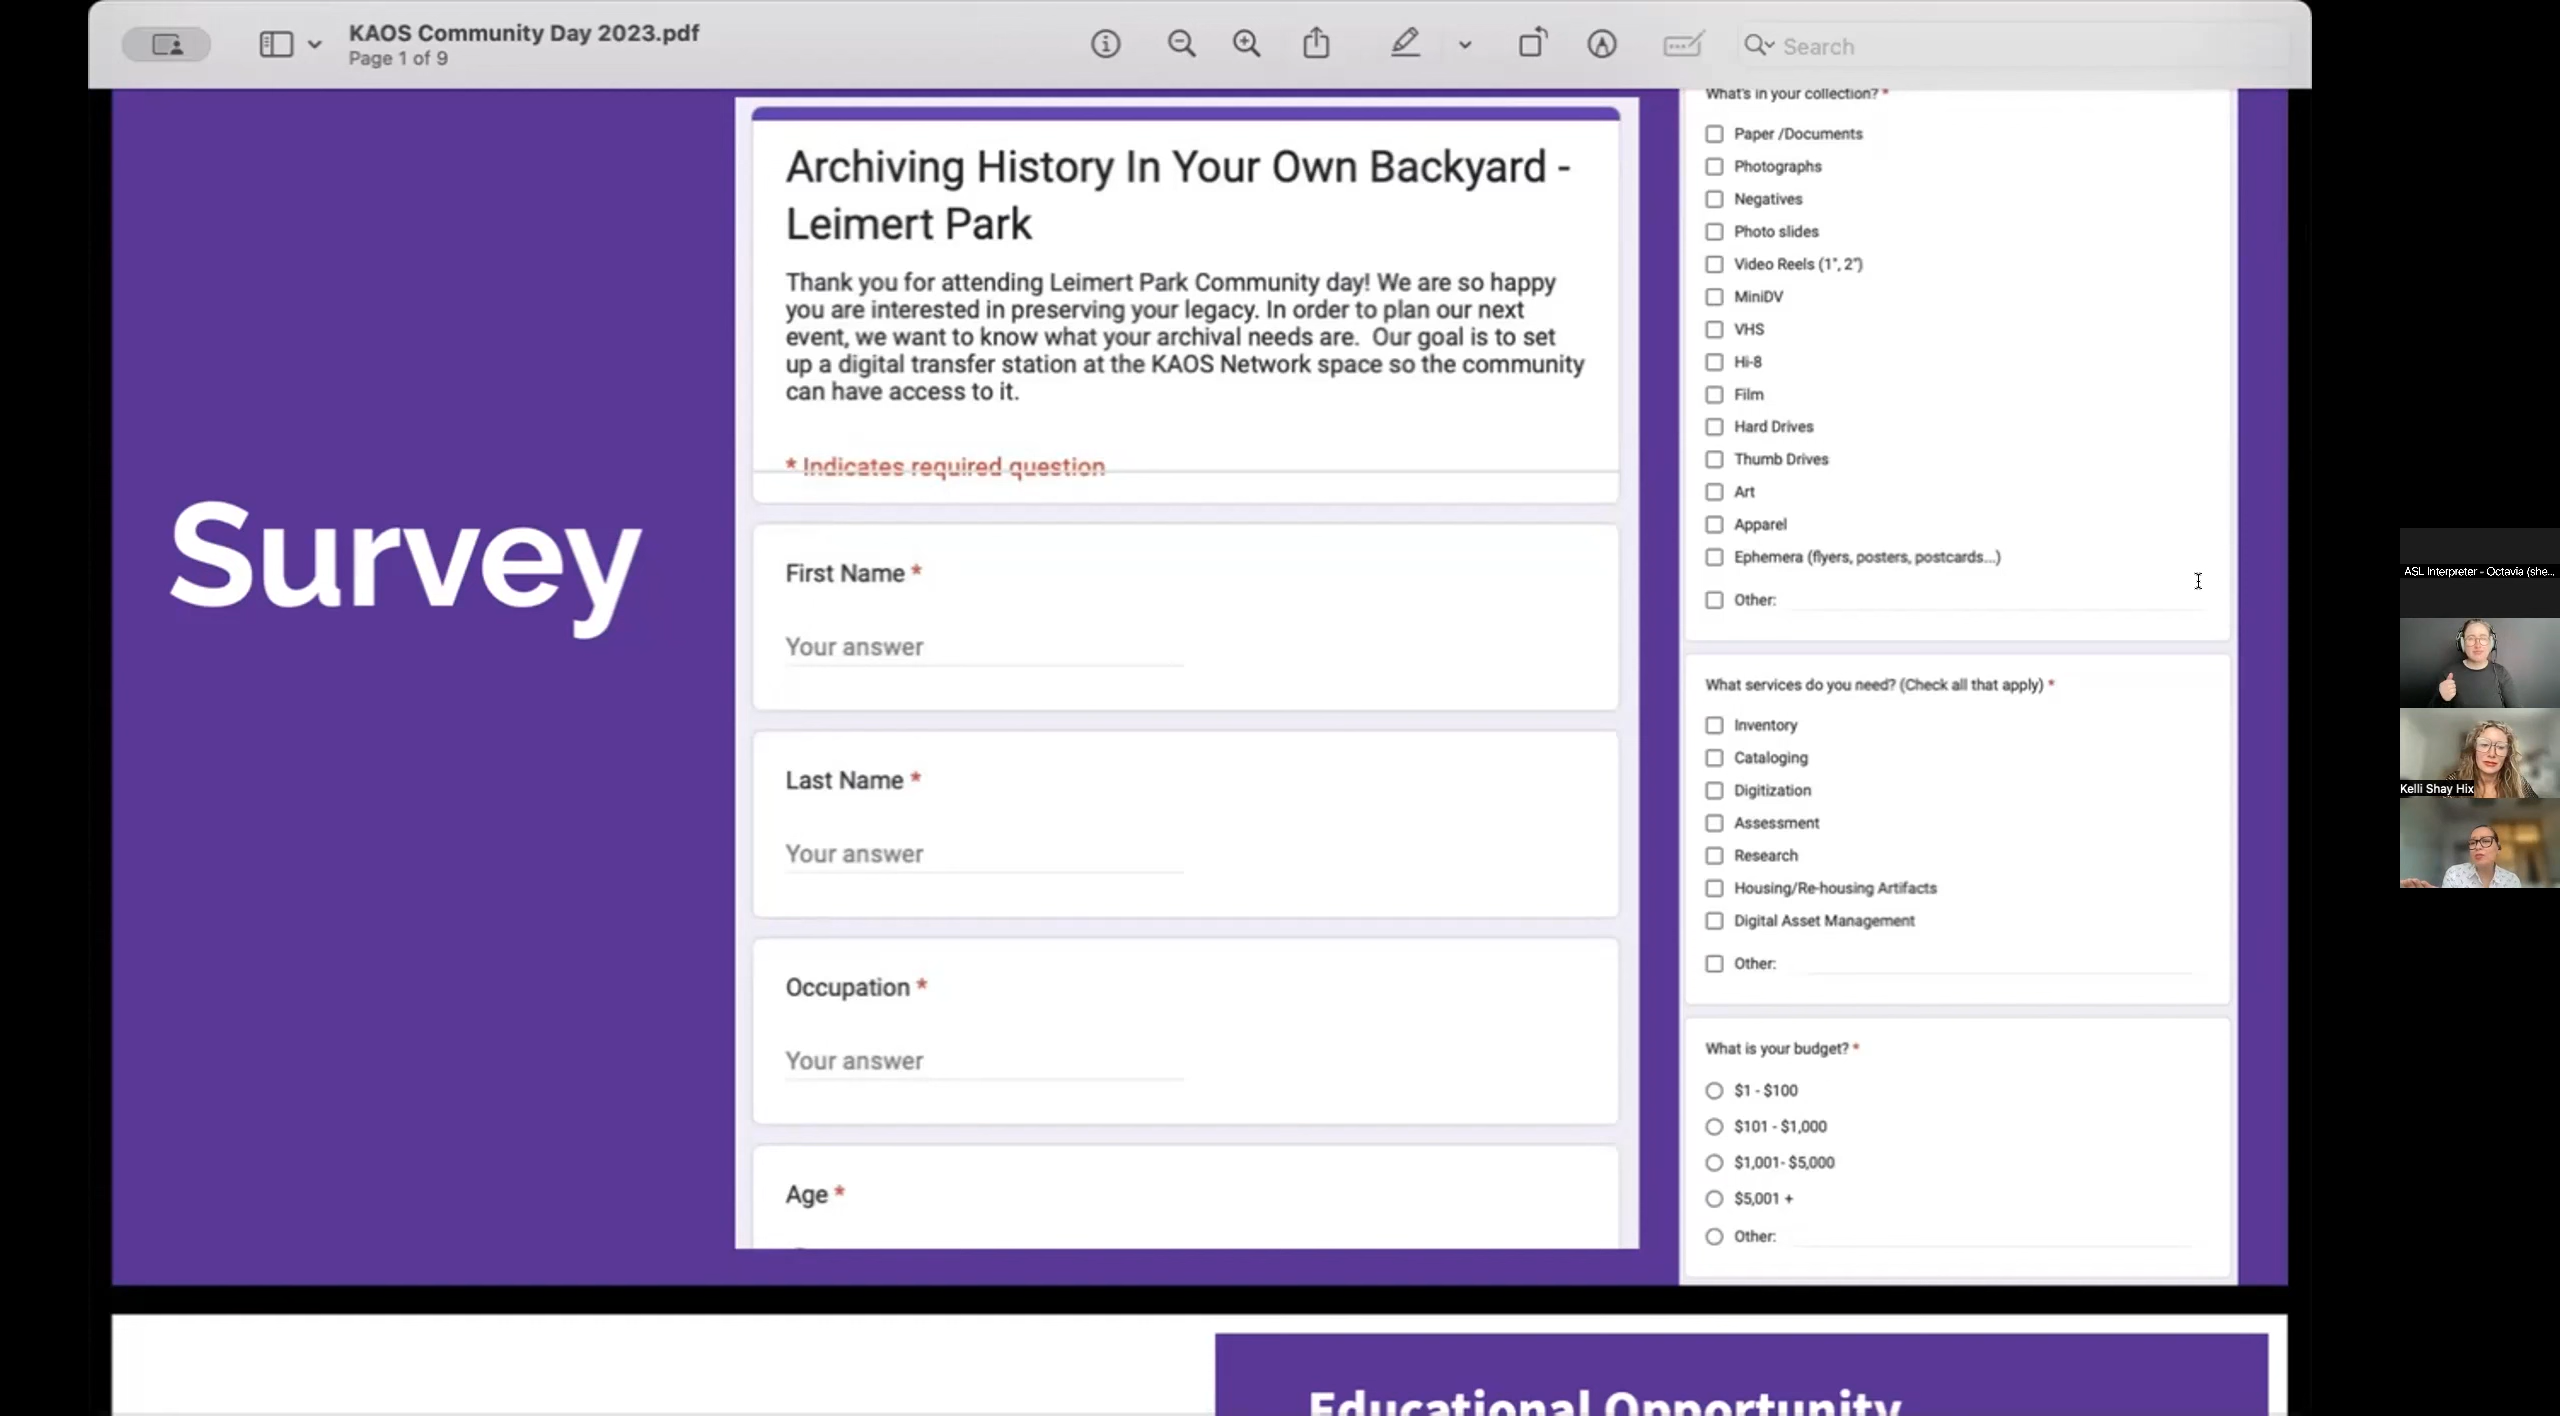 KAOS Community Day 2023.pdf
Page 1 of 9
Search
Survey
Archiving History In Your Own Backyard -
Leimert Park
Thank you for attending Leimert Park Community day! We are so happy
you are interested in preserving your legacy. In order to plan our next
event, we want to know what your archival needs are.  Our goal is to set
up a digital transfer station at the KAOS Network space so the community
can have access to it.
* Indicates required question
First Name *
Your answer
Last Name *
Your answer
Occupation *
Your answer
Age *
What's in your collection? *
Paper /Documents
Photographs
Negatives
Photo slides
Video Reels (1", 2")
MiniDV
VHS
Hi-8
Film
Hard Drives
Thumb Drives
Art
Apparel
Ephemera (flyers, posters, postcards...)
Other:
What services do you need? (Check all that apply) *
Inventory
Cataloging
Digitization
Assessment
Research
Housing/Re-housing Artifacts
Digital Asset Management
Other:
What is your budget? *
$1 - $100
$101 - $1,000
$1,001- $5,000
$5,001 +
Other:
Educational Opportunity
ASL Interpreter - Octavia (she...
Kelli Shay Hix